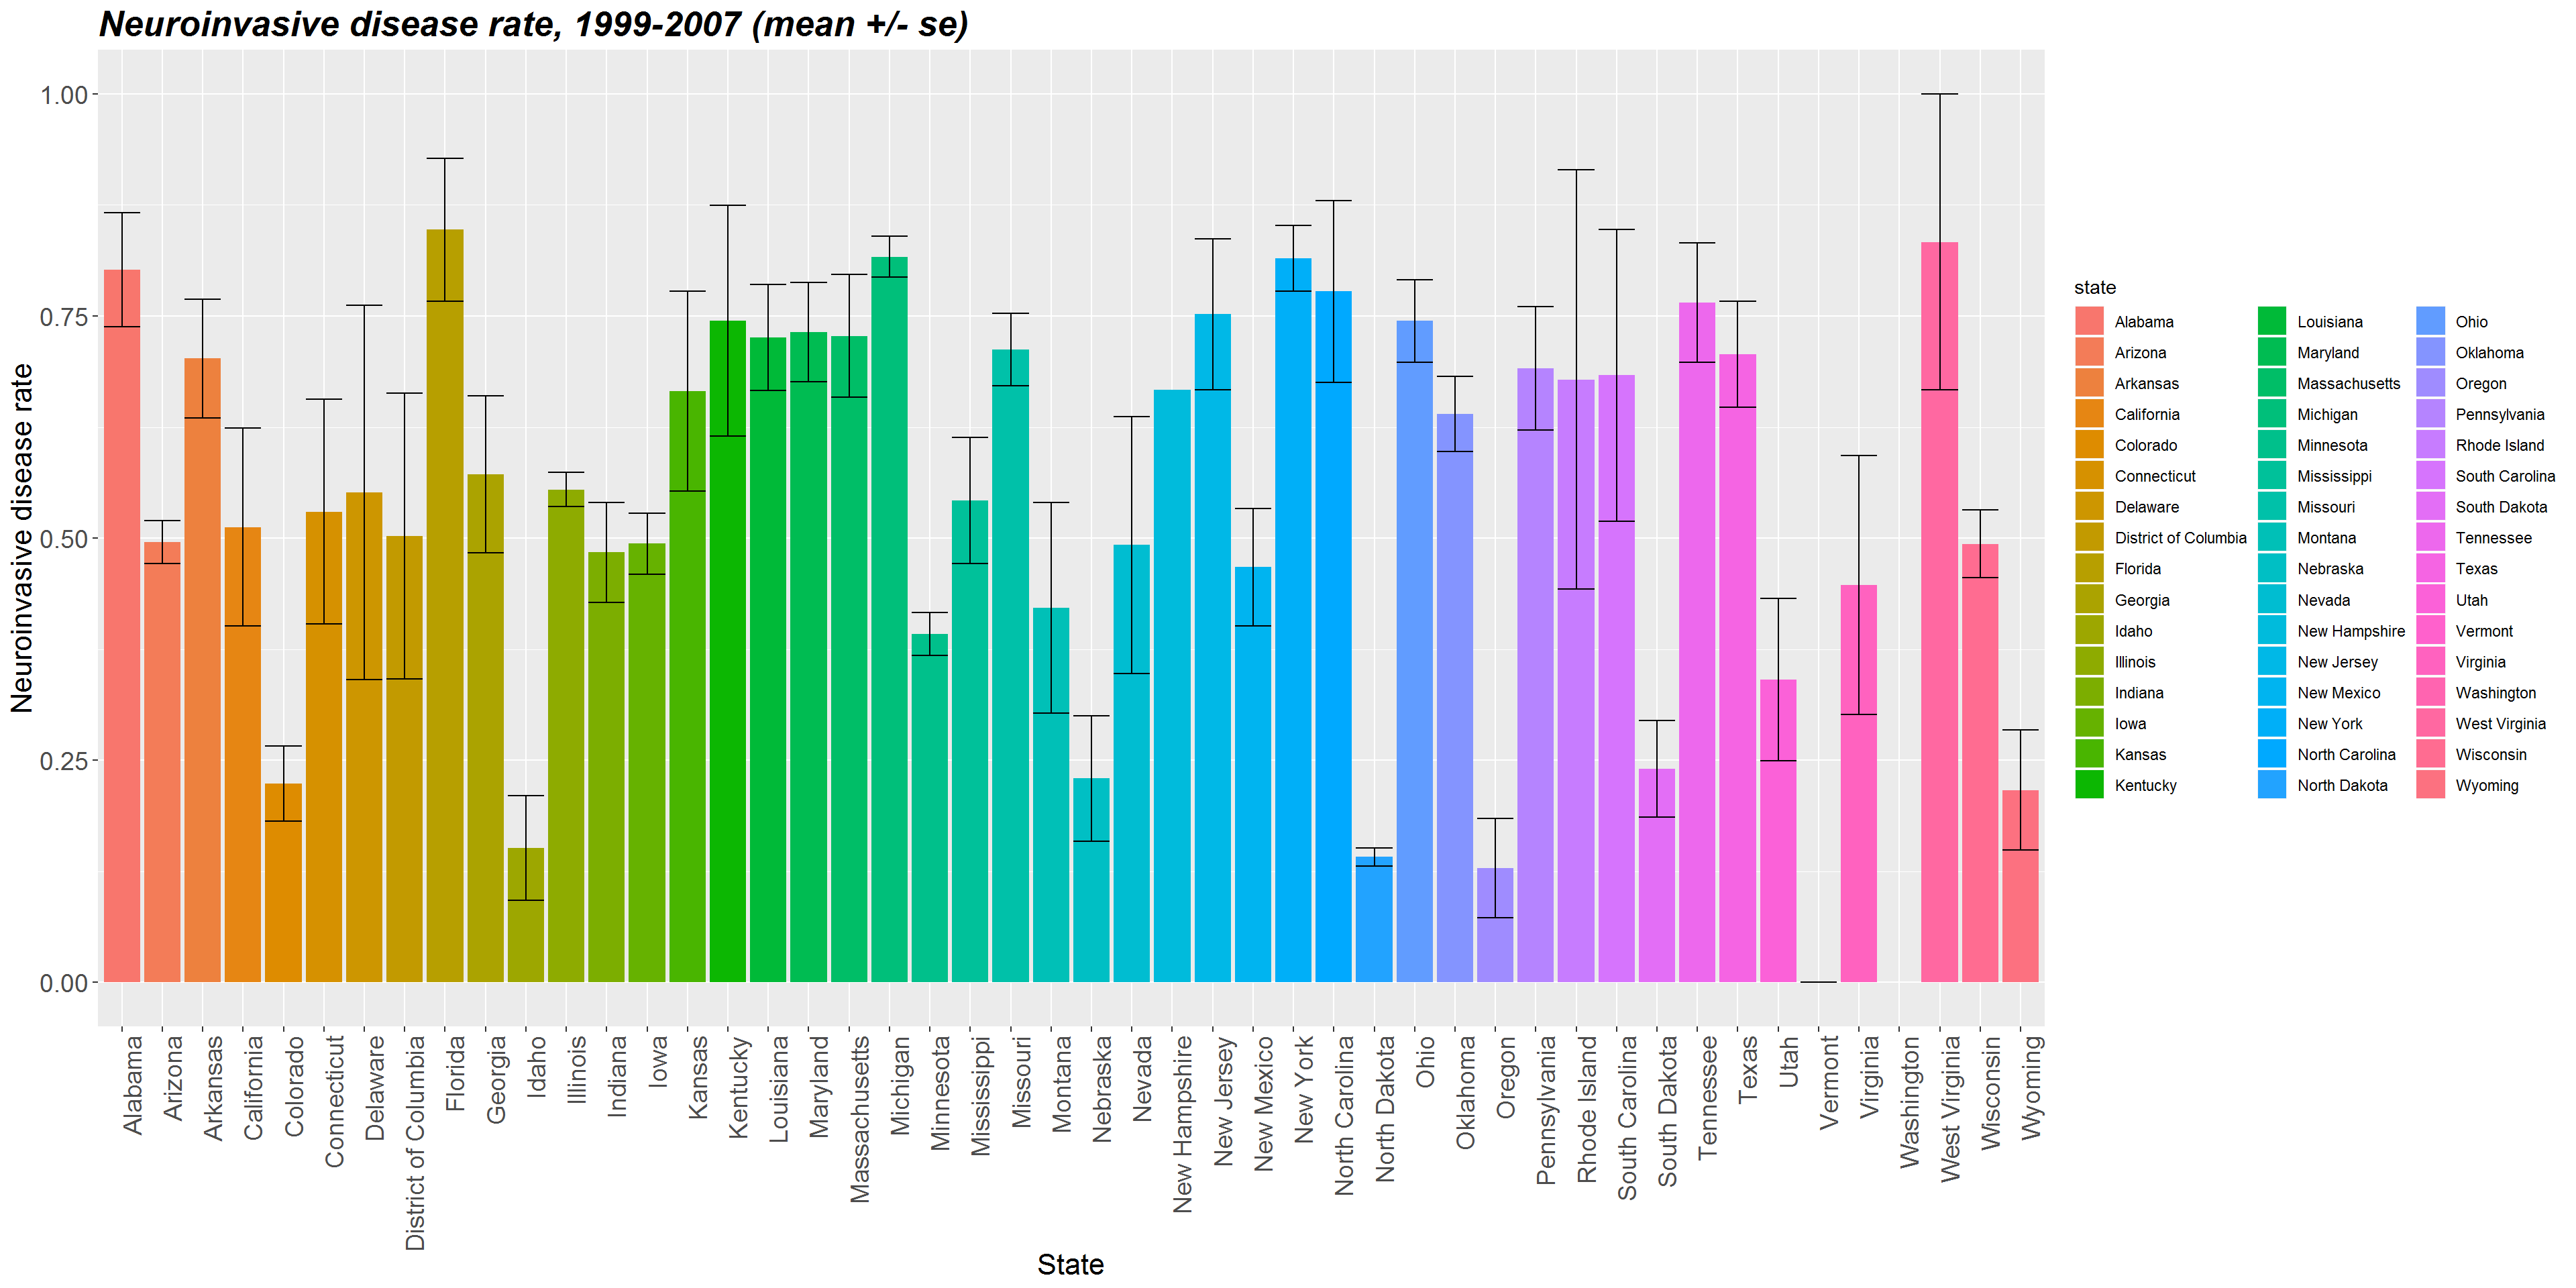 Neuroinvasive disease rate, 1999-2007 (mean +/- se)
Neuroinvasive disease rate
1.00
0.75
0.50
0.25
0.00
Alabama
Arizona
Arkansas
California
Colorado
Connecticut
Delaware
District of Columbia
Florida
Georgia
Idaho
Illinois
Indiana
Iowa
Kansas
Kentucky
Louisiana
Maryland
Massachusetts
Michigan
Minnesota
Mississippi
Missouri
Montana
Nebraska
Nevada
New Hampshire
New Jersey
New Mexico
New York
North Carolina
North Dakota
Ohio
Oklahoma
Oregon
Pennsylvania
Rhode Island
South Carolina
South Dakota
Tennessee
Texas
Utah
Vermont
Virginia
Washington
West Virginia
Wisconsin
Wyoming
State
state
Alabama
Arizona
Arkansas
California
Colorado
Connecticut
Delaware
District of Columbia
Florida
Georgia
Idaho
Illinois
Indiana
Iowa
Kansas
Kentucky
Louisiana
Maryland
Massachusetts
Michigan
Minnesota
Mississippi
Missouri
Montana
Nebraska
Nevada
New Hampshire
New Jersey
New Mexico
New York
North Carolina
North Dakota
Ohio
Oklahoma
Oregon
Pennsylvania
Rhode Island
South Carolina
South Dakota
Tennessee
Texas
Utah
Vermont
Virginia
Washington
West Virginia
Wisconsin
Wyoming